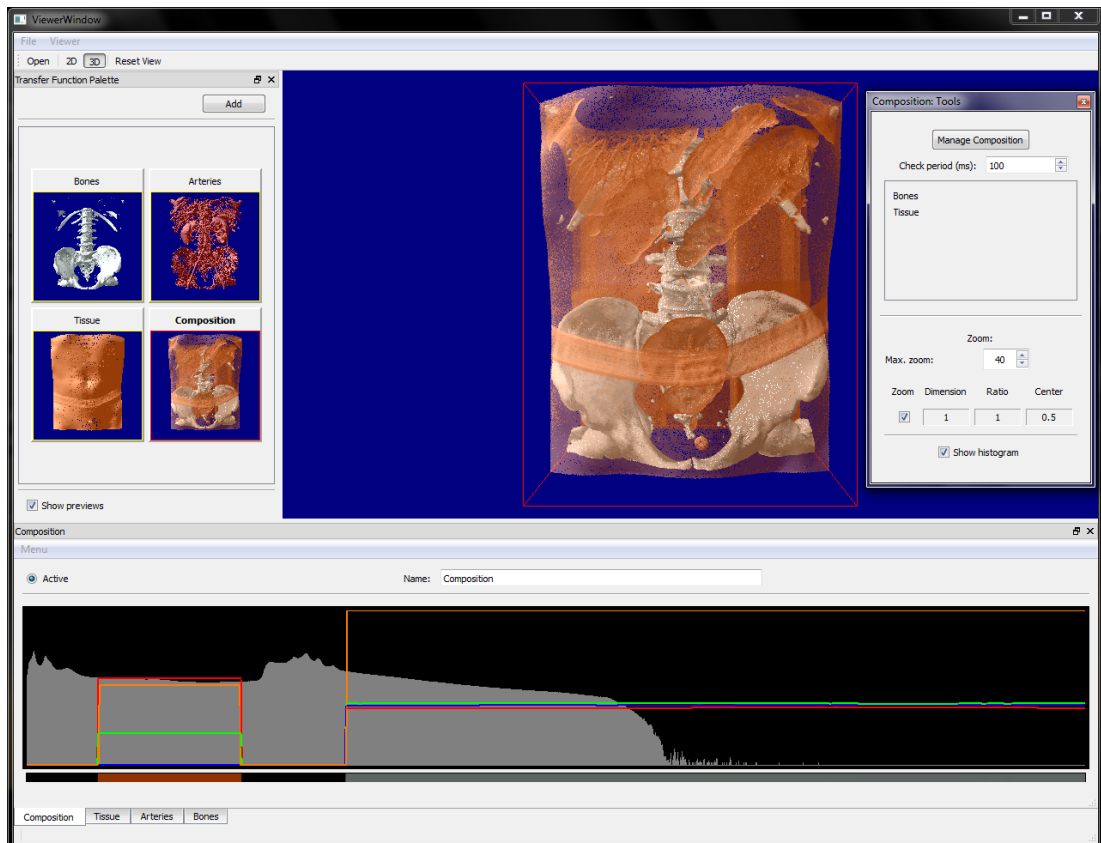 ViewerWindow
File Viewer
Open 2D 3D Reset View
Transfer Function Palette
Add
Bones Arteries
Tissue Composition
Show previews
Composition: Tools
Manage Composition
Check period (ms): 100
Bones
Tissue
Zoom:
Max. zoom: 40
Zoom Dimension Ratio Center
1 1 0.5
Show histogram
Composition
Menu
Active Name: Composition
Composition Tissue Arteries Bones